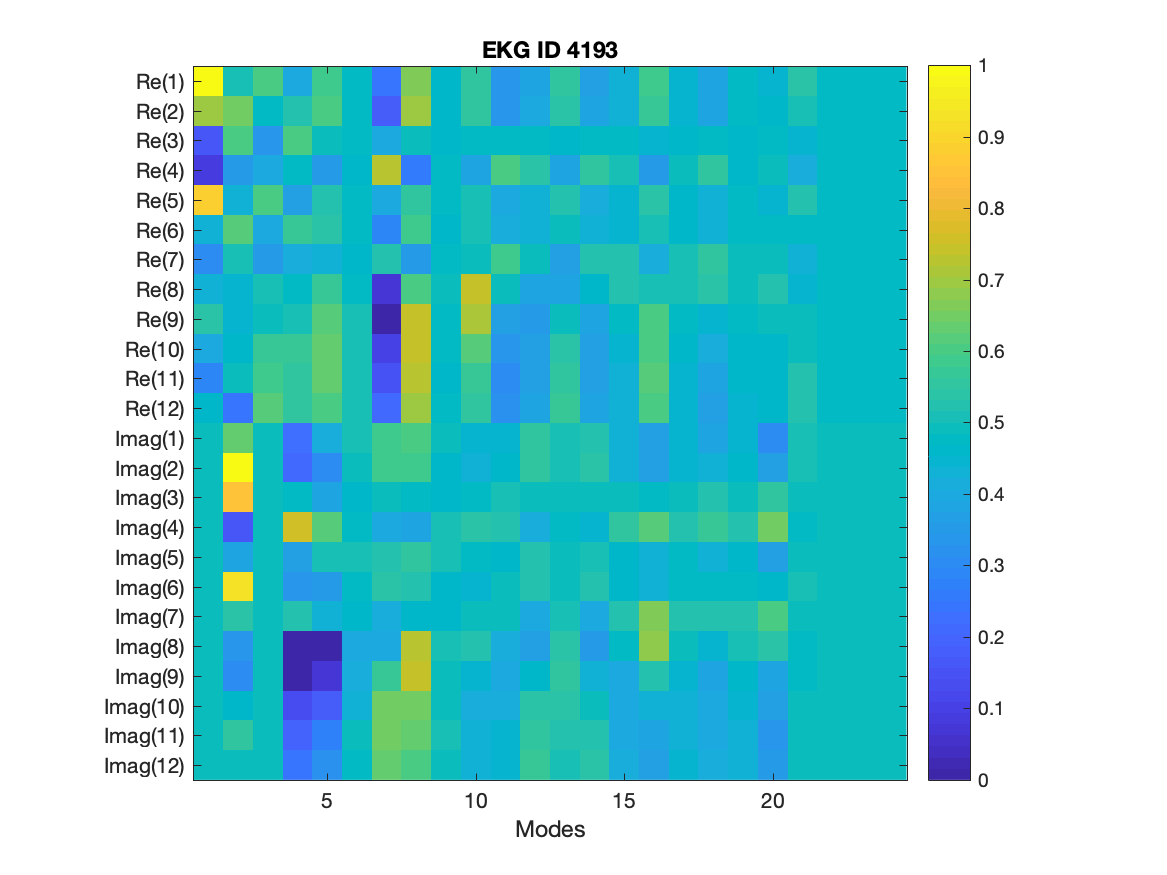 EKG ID 4193
Re(1)
Re(2)
Re(3)
Re(4)
Re(5)
Re(6)
Re(7)
Re(8)
Re(9)
Re(10)
Re(11)
Re(12)
Imag(1)
Imag(2)
Imag(3)
Imag(4)
Imag(5)
Imag(6)
Imag(7)
Imag(8)
Imag(9)
Imag(10)
Imag(11)
Imag(12)
5 10 15 20
Modes
1
0.9
0.8
0.7
0.6
0.5
0.4
0.3
0.2
0.1
0